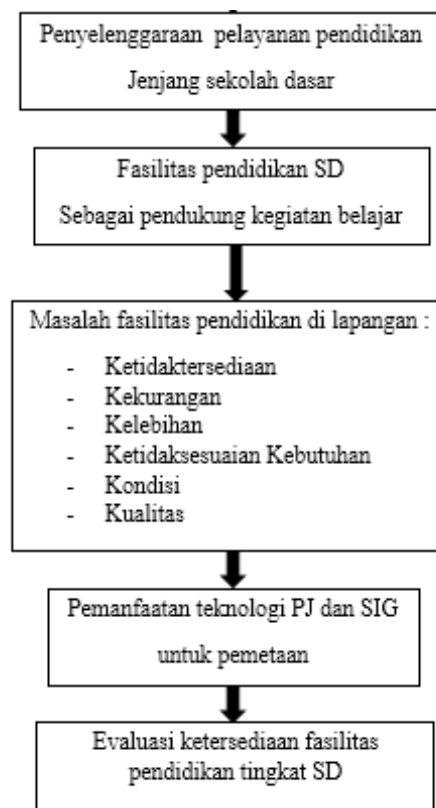 Penyelenggaraan pelayanan pendidikan
Jenjang sekolah dasar
Fasilitas pendidikan SD
Sebagai pendukung kegiatan belajar
Masalah fasilitas pendidikan di lapangan :
- Ketidaktersediaan
- Kekurangan
- Kelebihan
- Ketidaksesuaian Kebutuhan
- Kondisi
- Kualitas
Pemanfaatan teknologi PJ dan SIG
untuk pemetaan
Evaluasi ketersediaan fasilitas
pendidikan tingkat SD